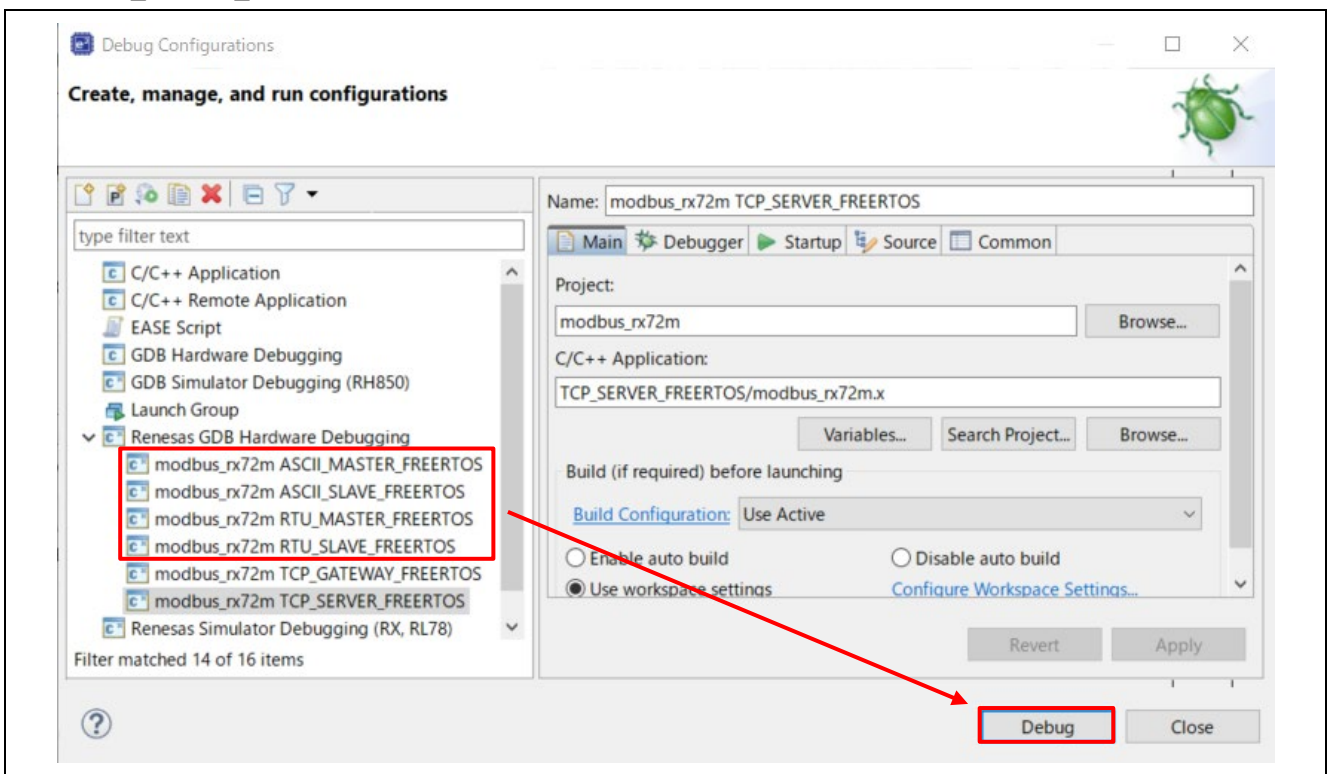 Debug Configurations
Create, manage, and run configurations
type filter text
C/C++ Application
C/C++ Remote Application
EASE Script
GDB Hardware Debugging
GDB Simulator Debugging (RH850)
Launch Group
Renesas GDB Hardware Debugging
modbus_rx72m ASCII_MASTER_FREERTOS
modbus_rx72m ASCII_SLAVE_FREERTOS
modbus_rx72m RTU_MASTER_FREERTOS
modbus_rx72m RTU_SLAVE_FREERTOS
modbus_rx72m TCP_GATEWAY_FREERTOS
modbus_rx72m TCP_SERVER_FREERTOS
Renesas Simulator Debugging (RX, RL78)
Filter matched 14 of 16 items
Name: modbus_rx72m TCP_SERVER_FREERTOS
Main Debugger Startup Source Common
Project:
modbus_rx72m Browse...
C/C++ Application:
TCP_SERVER_FREERTOS/modbus_rx72m.x
Variables... Search Project... Browse...
Build (if required) before launching
Build Configuration: Use Active
Enable auto build Disable auto build
Use workspace settings Configure Workspace Settings...
Revert Apply
Debug Close